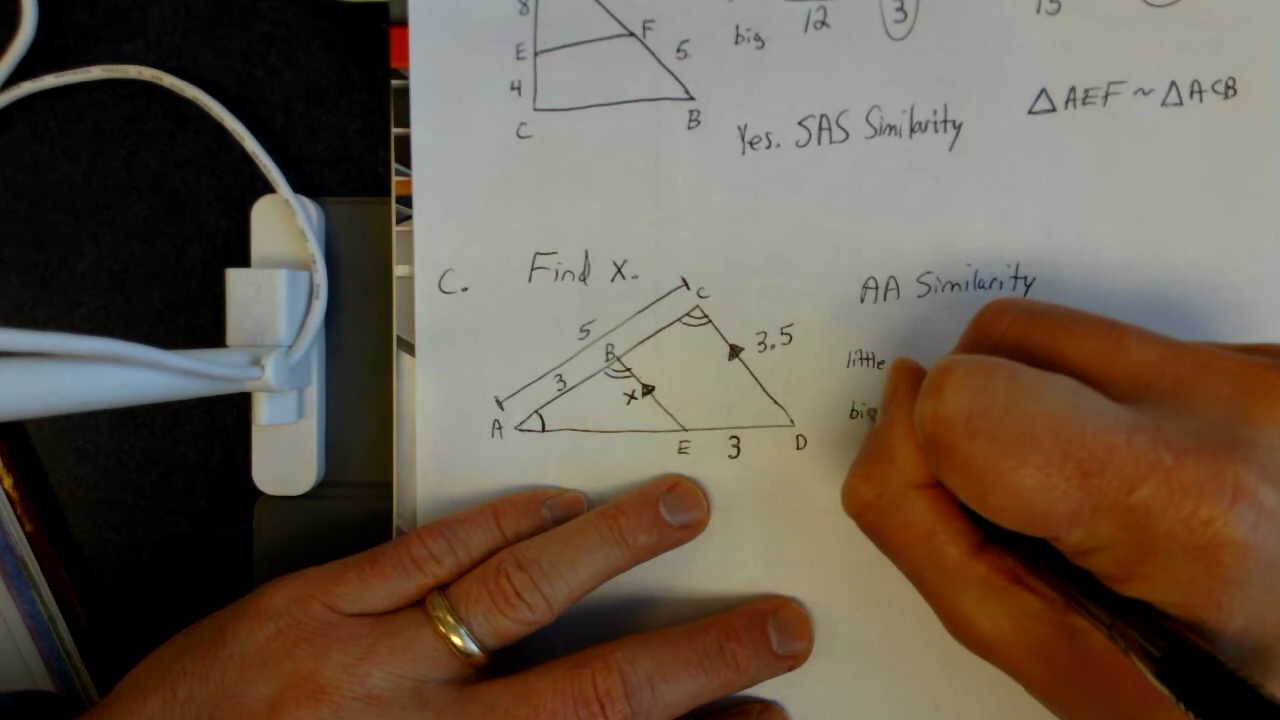 8
E
F
5
4
C
B
big
12
3
15
Yes. SAS Similarity
△AEF ~ △ACB
C. Find x.
AA Similarity
5
C
B
3
3.5
x
A
E
3
D
little
big